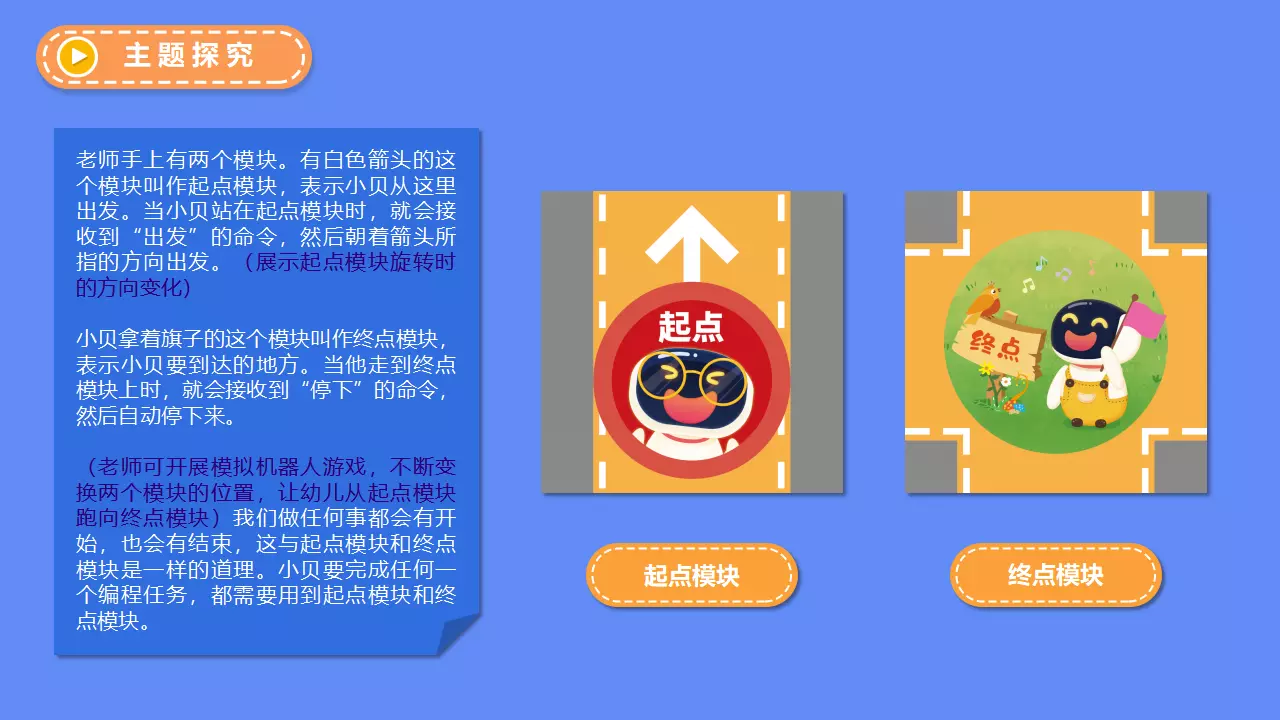 主题探究
老师手上有两个模块。有白色箭头的这
个模块叫作起点模块，表示小贝从这里
出发。当小贝站在起点模块时，就会接
收到“出发”的命令，然后朝着箭头所
指的方向出发。（展示起点模块旋转时
的方向变化)
小贝拿着旗子的这个模块叫作终点模块，
表示小贝要到达的地方。当他走到终点
模块上时，就会接收到“停下”的命令，
然后自动停下来。
（老师可开展模拟机器人游戏，不断变
换两个模块的位置，让幼儿从起点模块
跑向终点模块）我们做任何事都会有开
始，也会有结束，这与起点模块和终点
模块是一样的道理。小贝要完成任何一
个编程任务，都需要用到起点模块和终
点模块。
起点
终点
起点模块
终点模块